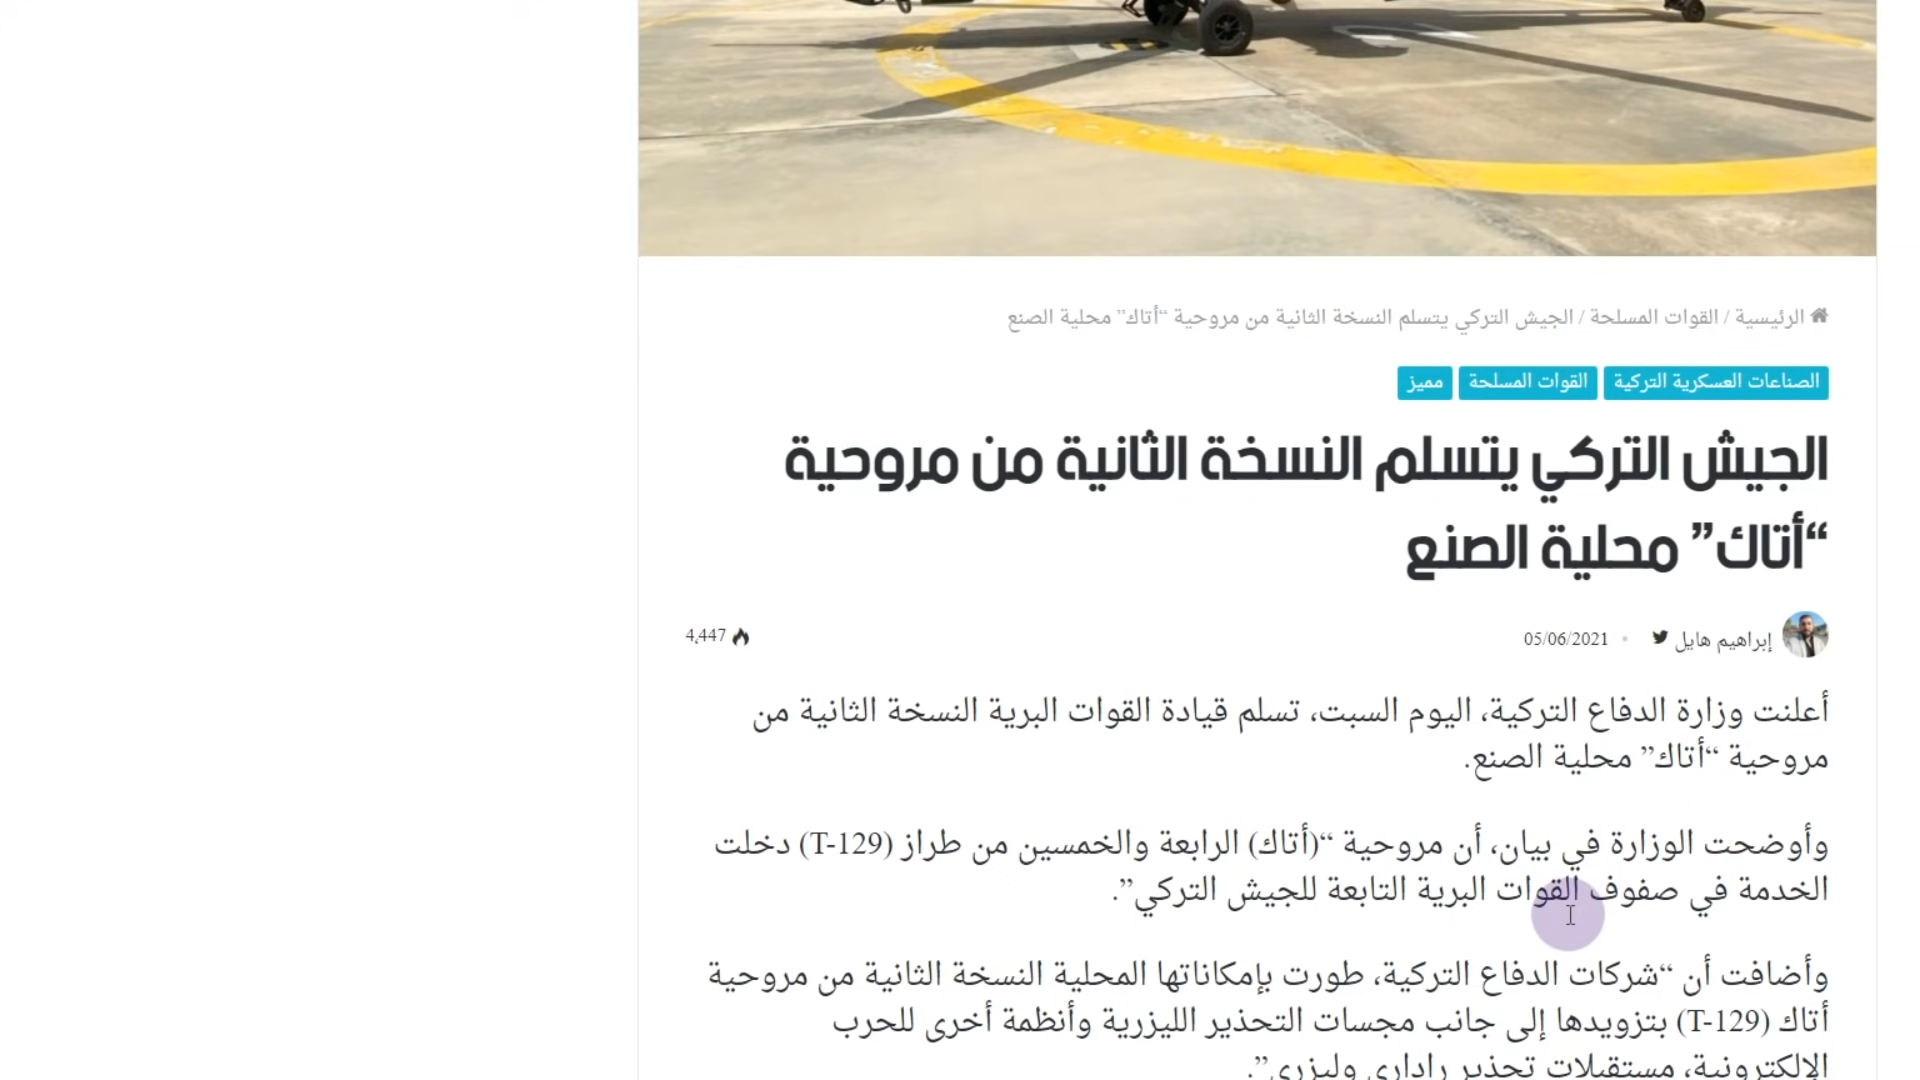 الرئيسية / القوات المسلحة / الجيش التركي يتسلم النسخة الثانية من مروحية “أتاك” محلية الصنع
الصناعات العسكرية التركية القوات المسلحة مميز
الجيش التركي يتسلم النسخة الثانية من مروحية
“أتاك” محلية الصنع
إبراهيم هايل 05/06/2021 4,447
أعلنت وزارة الدفاع التركية، اليوم السبت، تسلم قيادة القوات البرية النسخة الثانية من
مروحية “أتاك” محلية الصنع.
وأوضحت الوزارة في بيان، أن مروحية “(أتاك) الرابعة والخمسين من طراز (T-129) دخلت
الخدمة في صفوف القوات البرية التابعة للجيش التركي”.
وأضافت أن “شركات الدفاع التركية، طورت بإمكاناتها المحلية النسخة الثانية من مروحية
أتاك (T-129) بتزويدها إلى جانب مجسات التحذير الليزرية وأنظمة أخرى للحرب
الإلكترونية، مستقبلات تحذير راداري وليزري”.